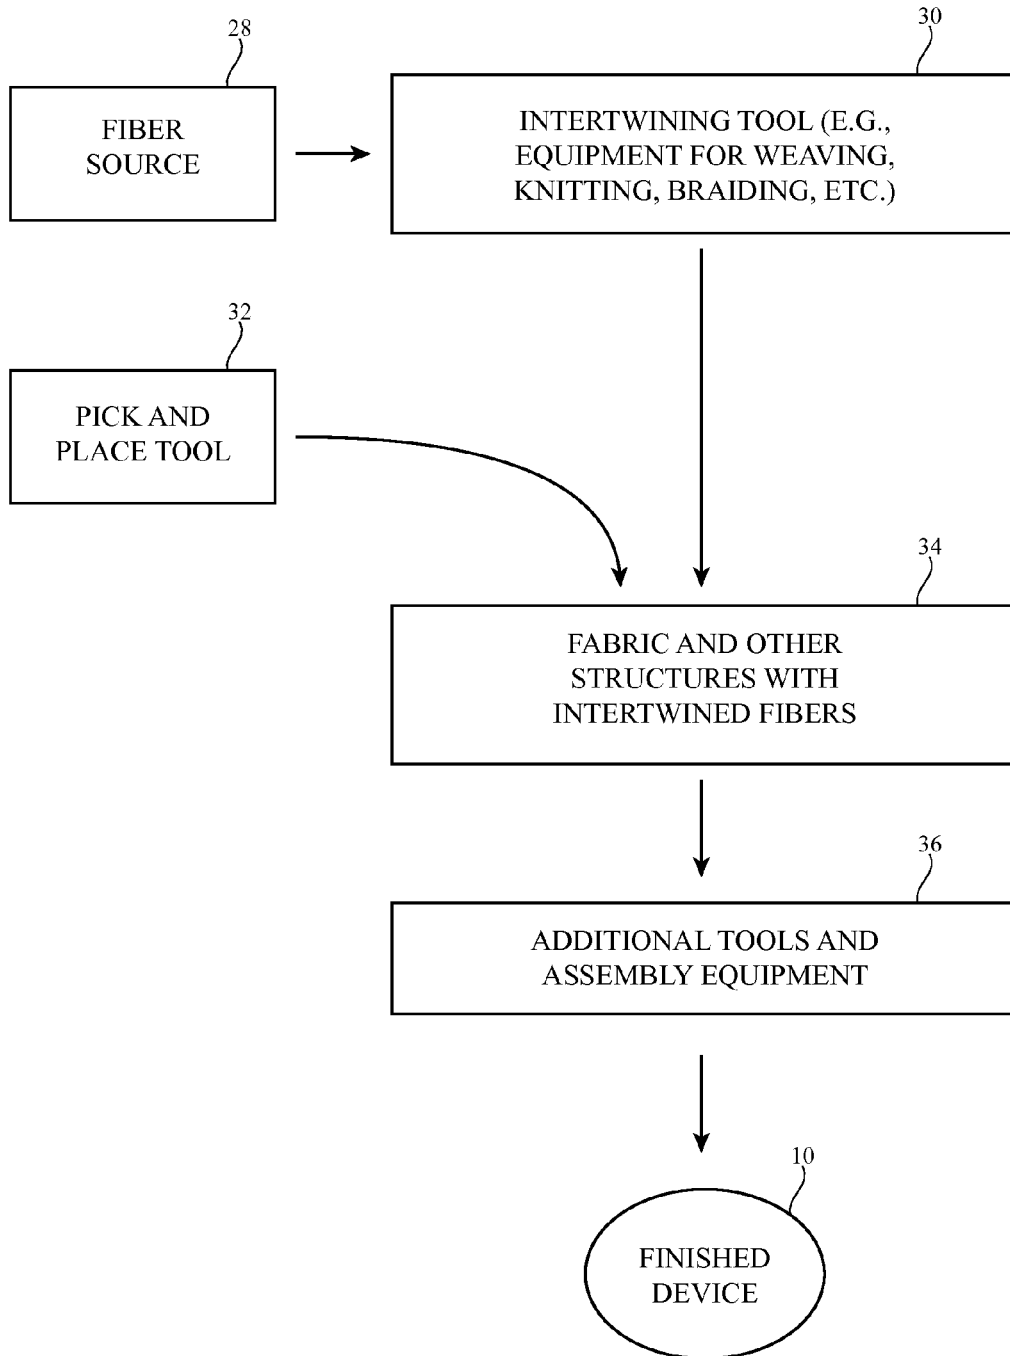 28
FIBER
SOURCE
30
INTERTWINING TOOL (E.G.,
EQUIPMENT FOR WEAVING,
KNITTING, BRAIDING, ETC.)
32
PICK AND
PLACE TOOL
34
FABRIC AND OTHER
STRUCTURES WITH
INTERTWINED FIBERS
36
ADDITIONAL TOOLS AND
ASSEMBLY EQUIPMENT
10
FINISHED
DEVICE